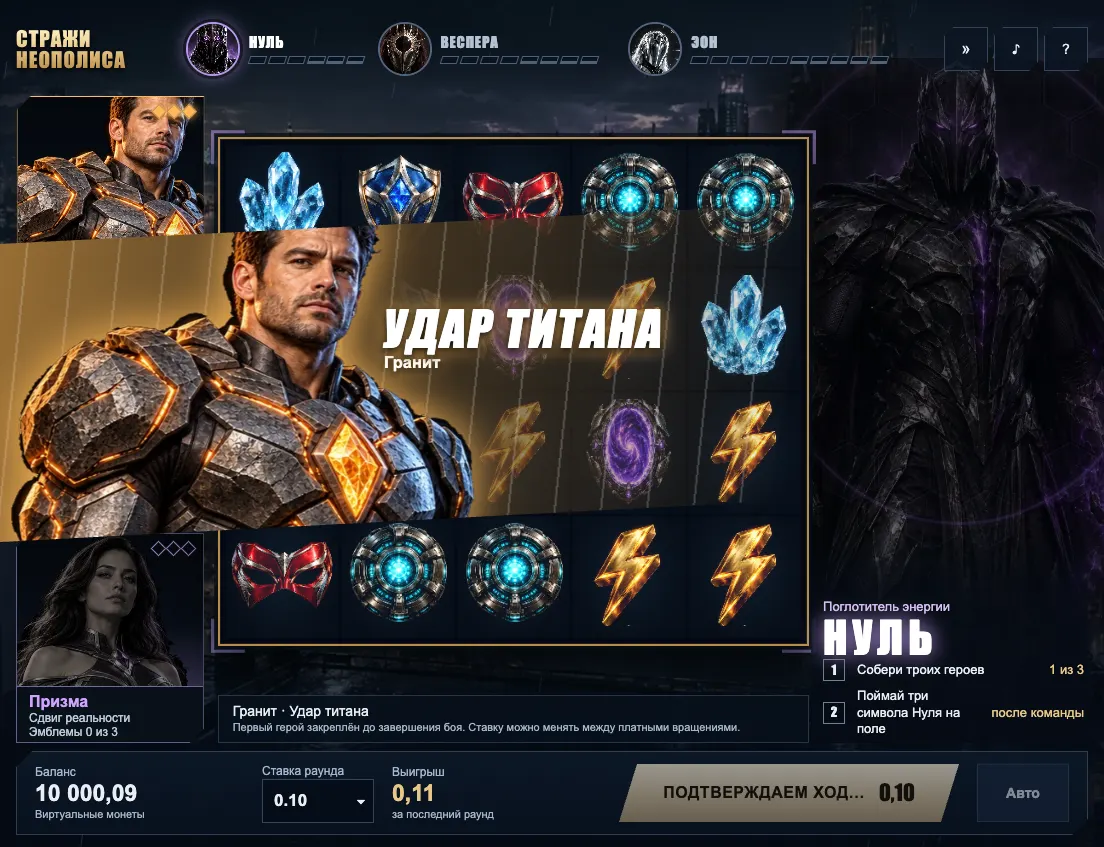 СТРАЖИ
НЕОПОЛИСА
НУЛЬ
ВЕСПЕРА
ЭОН
»
♪
?
УДАР ТИТАНА
Гранит
Призма
Сдвиг реальности
Эмблемы 0 из 3
Гранит · Удар титана
Первый герой закреплён до завершения боя. Ставку можно менять между платными вращениями.
Поглотитель энергии
НУЛЬ
1 Собери троих героев 1 из 3
2 Поймай три символа Нуля на поле после команды
Баланс
10 000,09
Виртуальные монеты
Ставка раунда
0.10
Выигрыш
0,11
за последний раунд
ПОДТВЕРЖДАЕМ ХОД... 0,10
Авто